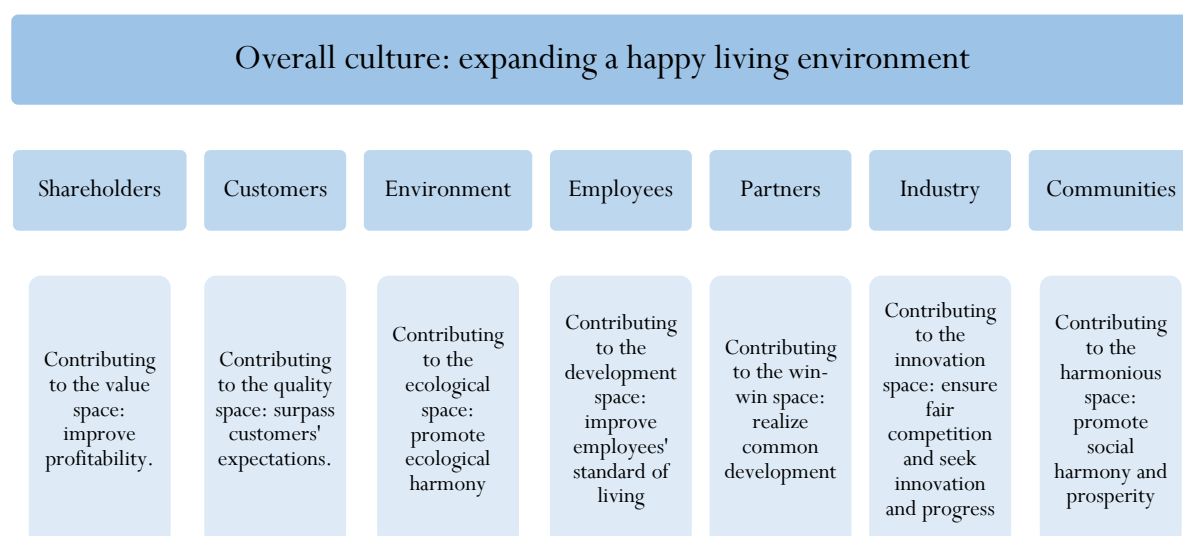 Overall culture: expanding a happy living environment
Shareholders
Customers
Environment
Employees
Partners
Industry
Communities
Contributing
to the value
space:
improve
profitability.
Contributing
to the quality
space: surpass
customers'
expectations.
Contributing
to the
ecological
space:
promote
ecological
harmony
Contributing
to the
development
space:
improve
employees'
standard of
living
Contributing
to the win-
win space:
realize
common
development
Contributing
to the
innovation
space: ensure
fair
competition
and seek
innovation
and progress
Contributing
to the
harmonious
space:
promote
social
harmony and
prosperity